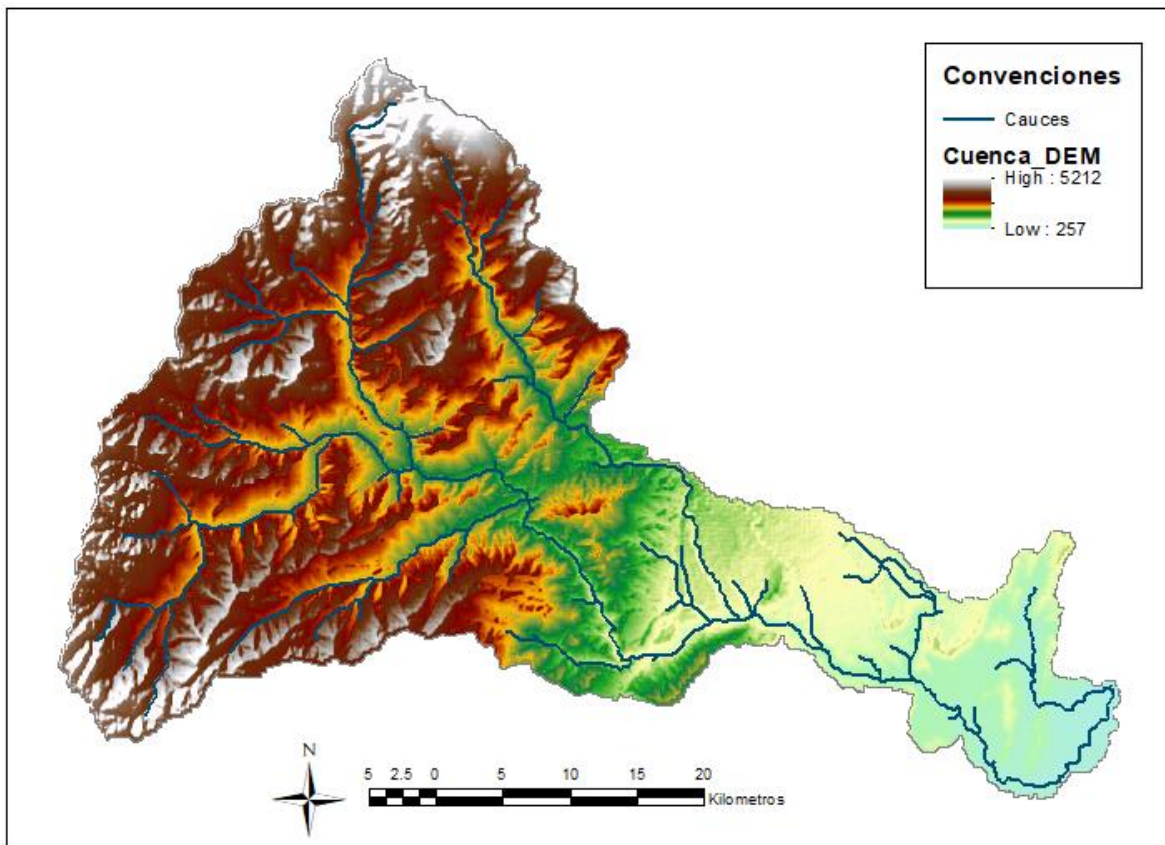 Convenciones
Cauces
Cuenca_DEM
High : 5212
Low : 257
N
5 2.5 0 5 10 15 20
Kilometros